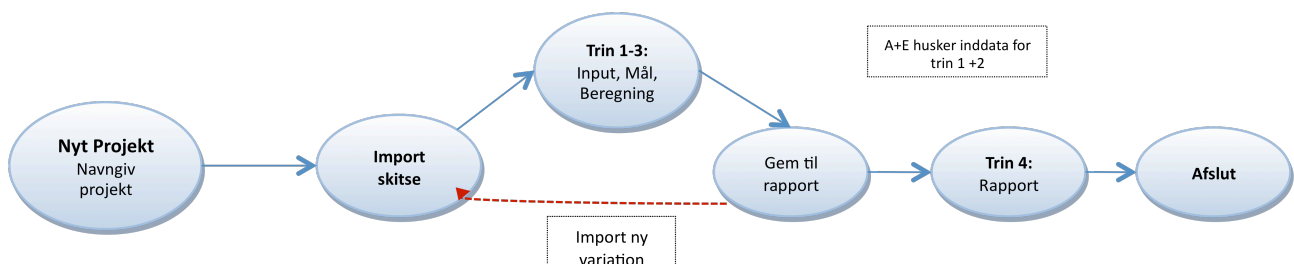 Nyt Projekt
Navngiv
projekt
Import
skitse
Trin 1-3:
Input, Mål,
Beregning
A+E husker inddata for
trin 1 +2
Gem til
rapport
Trin 4:
Rapport
Afslut
Import ny
variation